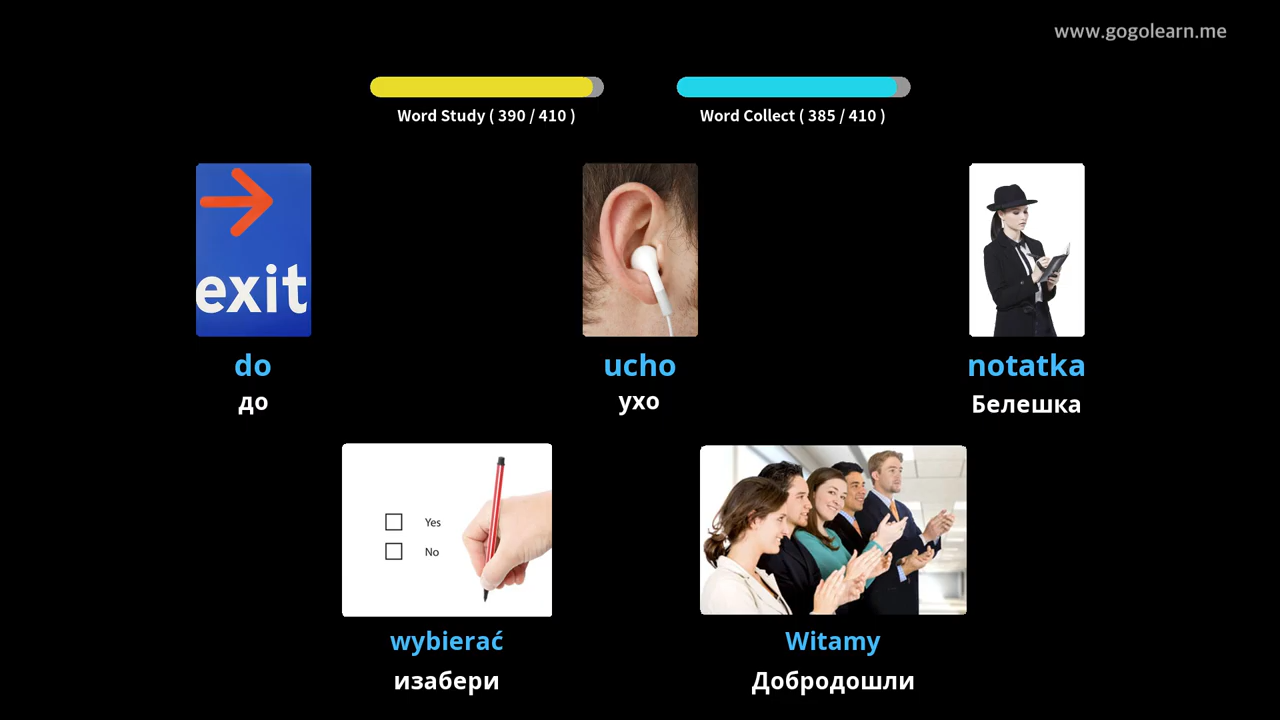 www.gogolearn.me
Word Study ( 390 / 410 )
Word Collect ( 385 / 410 )
exit
do
до
ucho
ухо
notatka
Белешка
Yes
No
wybierać
изабери
Witamy
Добродошли